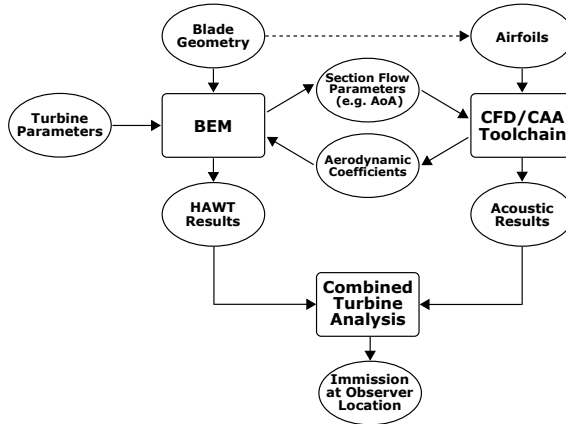 Blade
Geometry
Airfoils
Section Flow
Parameters
(e.g. AoA)
Turbine
Parameters
BEM
CFD/CAA
Toolchain
Aerodynamic
Coefficients
HAWT
Results
Acoustic
Results
Combined
Turbine
Analysis
Immission
at Observer
Location